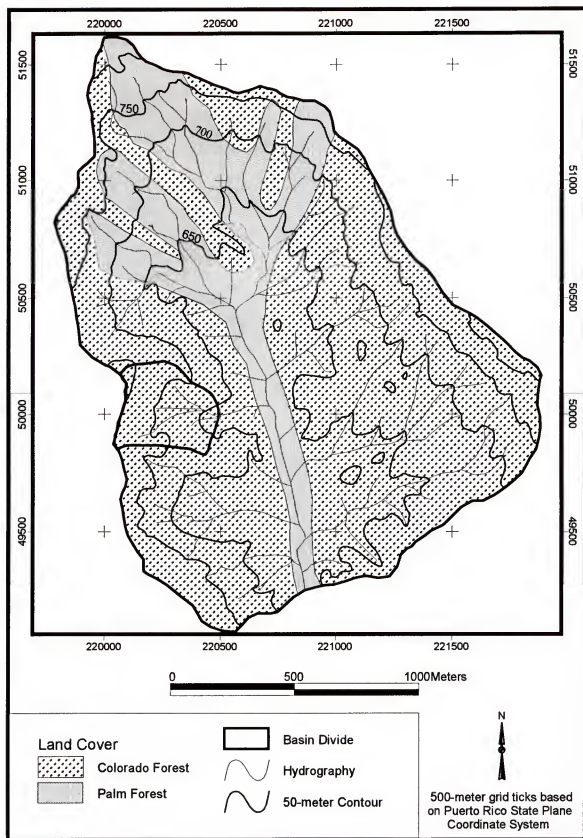 220000 220500 221000 221500
51500 51500
750
700
51000 51000
650
50500 50500
50000 50000
49500 49500
220000 220500 221000 221500
0 500 1000Meters
Land Cover
Colorado Forest
Palm Forest
Basin Divide
Hydrography
50-meter Contour
N
500-meter grid ticks based
on Puerto Rico State Plane
Coordinate System